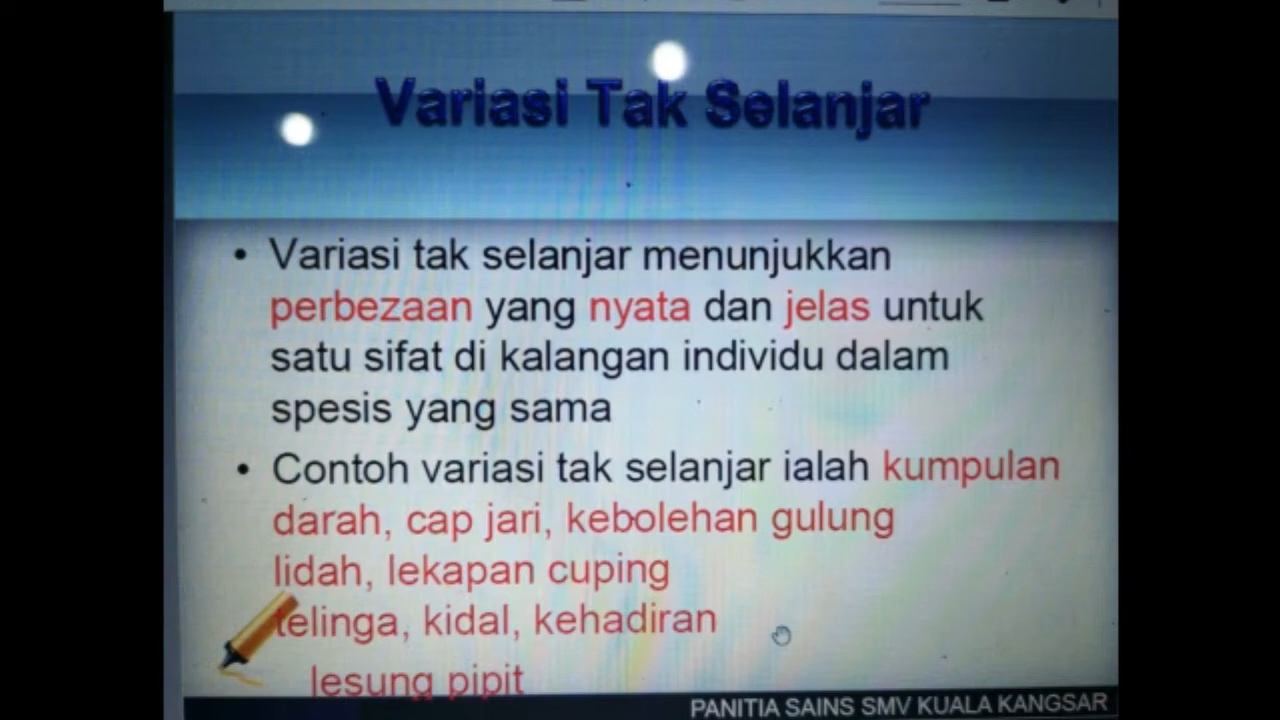 Variasi Tak Selanjar
• Variasi tak selanjar menunjukkan
perbezaan yang nyata dan jelas untuk
satu sifat di kalangan individu dalam
spesis yang sama
• Contoh variasi tak selanjar ialah kumpulan
darah, cap jari, kebolehan gulung
lidah, lekapan cuping
telinga, kidal, kehadiran
lesung pipit
PANITIA SAINS SMV KUALA KANGSAR